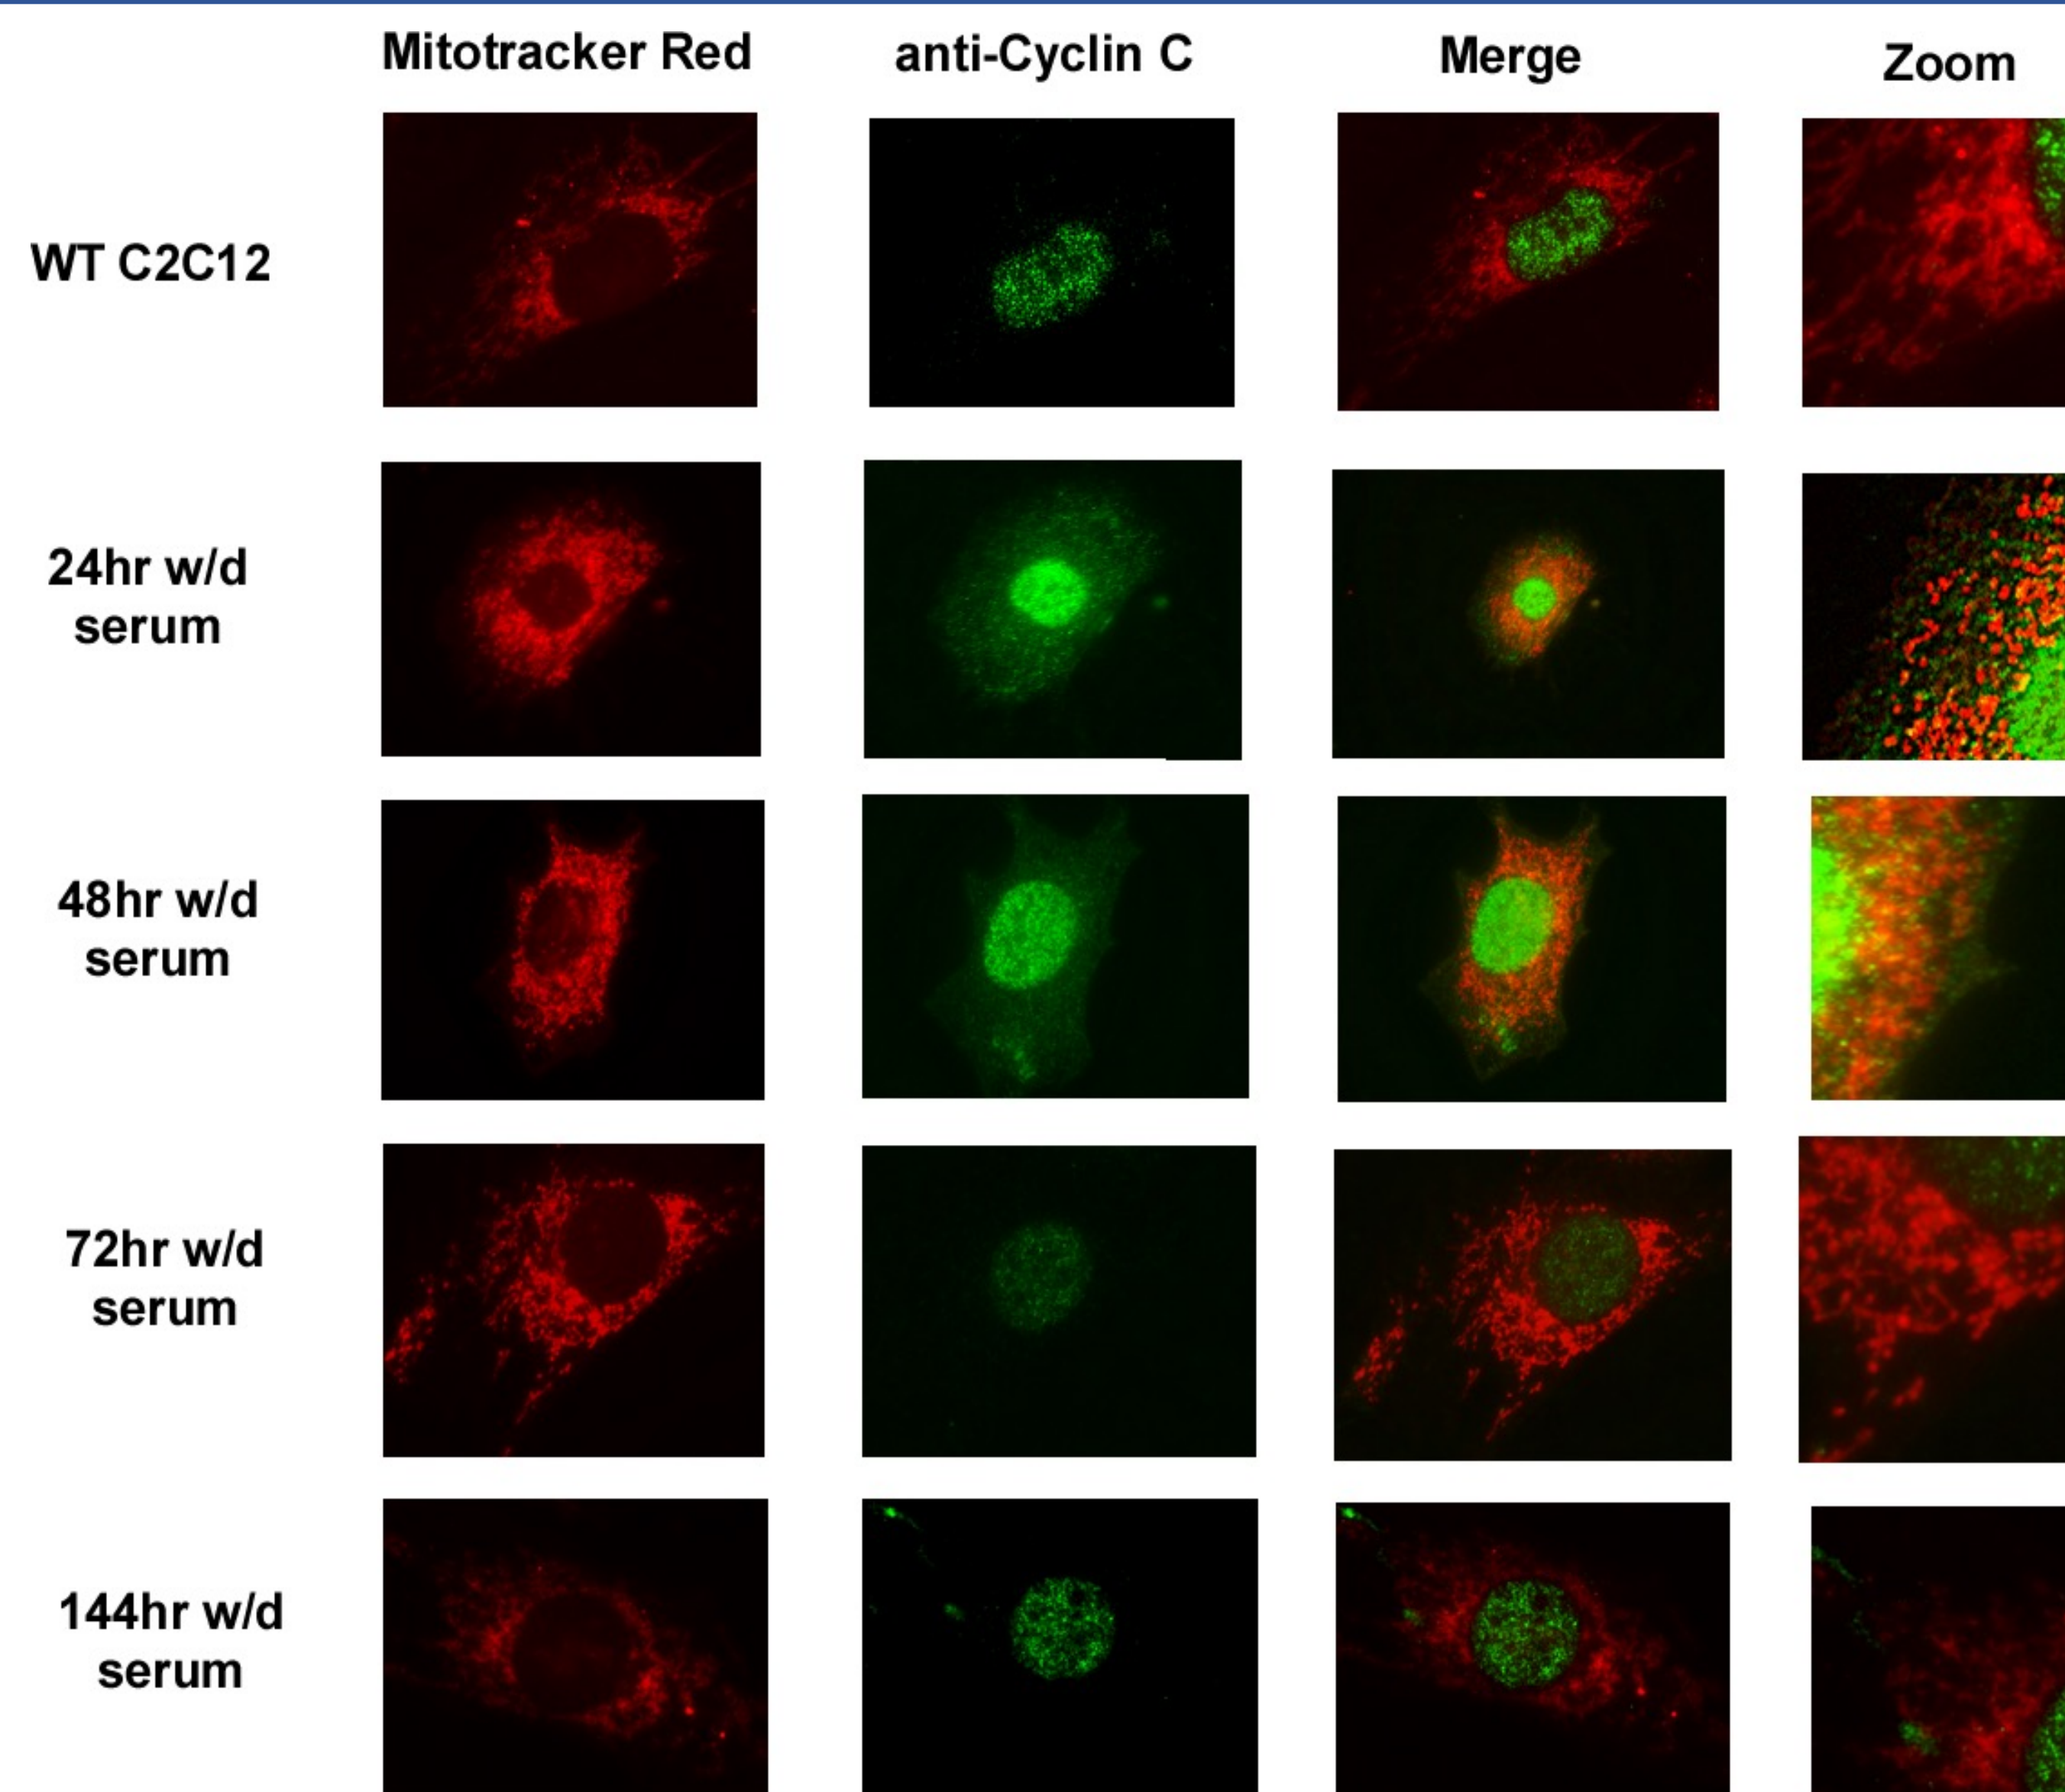 Mitotracker Red
anti-Cyclin C
Merge
Zoom
WT C2C12
24hr w/d
serum
48hr w/d
serum
72hr w/d
serum
144hr w/d
serum